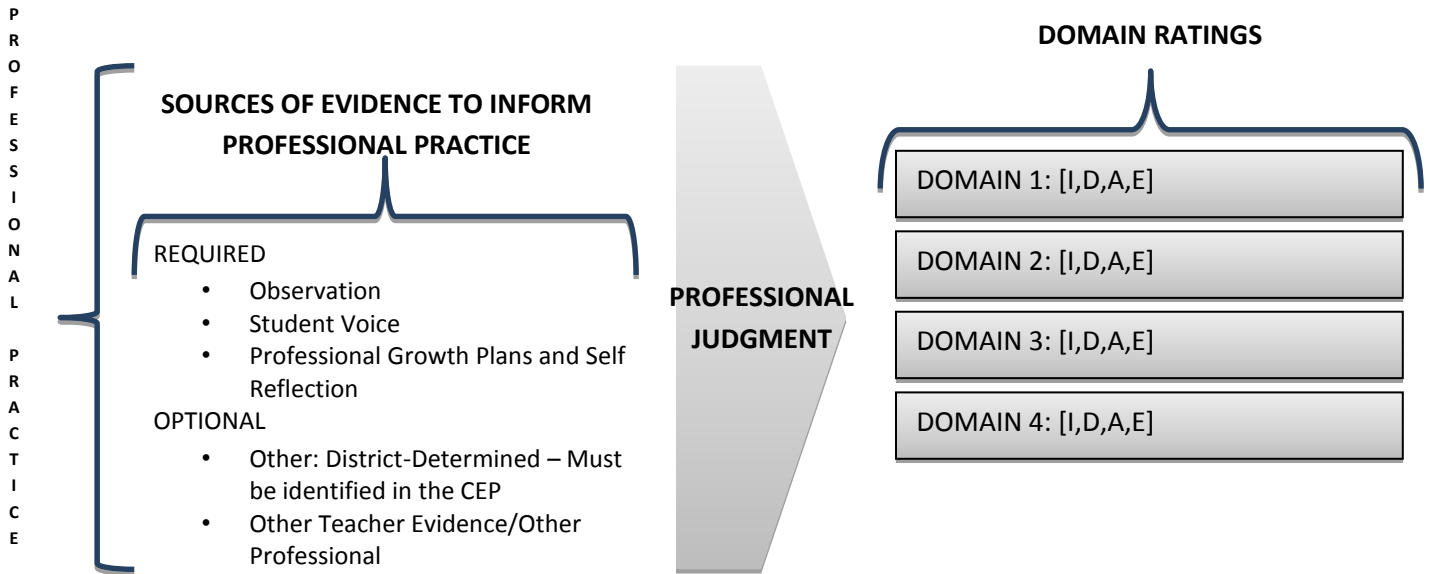 PROFESSIONAL PRACTICE
SOURCES OF EVIDENCE TO INFORM
PROFESSIONAL PRACTICE
REQUIRED
• Observation
• Student Voice
• Professional Growth Plans and Self
Reflection
OPTIONAL
• Other: District-Determined – Must
be identified in the CEP
• Other Teacher Evidence/Other
Professional
PROFESSIONAL
JUDGMENT
DOMAIN RATINGS
DOMAIN 1: [I,D,A,E]
DOMAIN 2: [I,D,A,E]
DOMAIN 3: [I,D,A,E]
DOMAIN 4: [I,D,A,E]